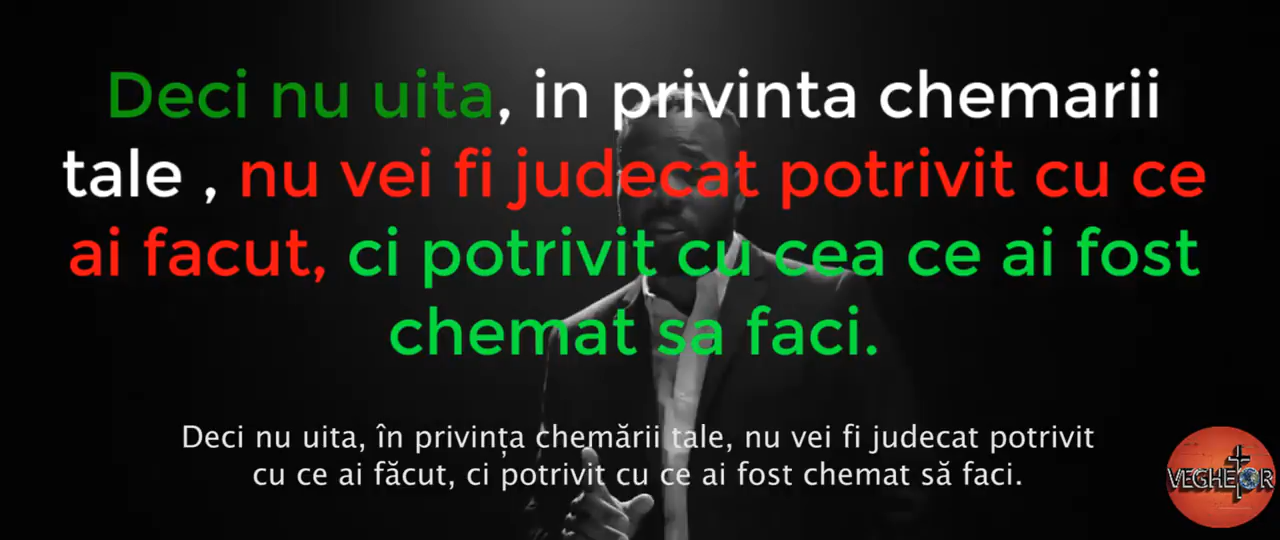 Deci nu uita, in privinta chemarii
tale , nu vei fi judecat potrivit cu ce
ai facut, ci potrivit cu cea ce ai fost
chemat sa faci.
Deci nu uita, în privința chemării tale, nu vei fi judecat potrivit
cu ce ai făcut, ci potrivit cu ce ai fost chemat să faci.
VEGHETOR